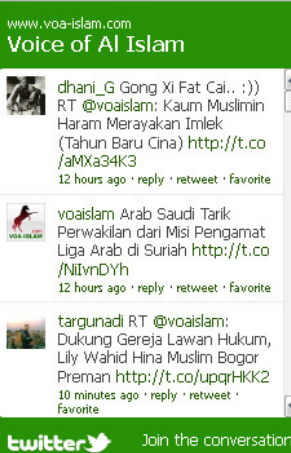 www.voa-islam.com
Voice of Al Islam
dhani_G Gong Xi Fat Cai.. :))
RT @voaislam: Kaum Muslimin
Haram Merayakan Imlek
(Tahun Baru Cina) http://t.co
/aMXa34K3
12 hours ago · reply · retweet · favorite
voaislam Arab Saudi Tarik
Perwakilan dari Misi Pengamat
Liga Arab di Suriah http://t.co
/NiIvnDYh
12 hours ago · reply · retweet · favorite
VOA-ISLAM
.com
targunadi RT @voaislam:
Dukung Gereja Lawan Hukum,
Lily Wahid Hina Muslim Bogor
Preman http://t.co/upqrHKK2
10 minutes ago · reply · retweet ·
favorite
twitter
Join the conversation